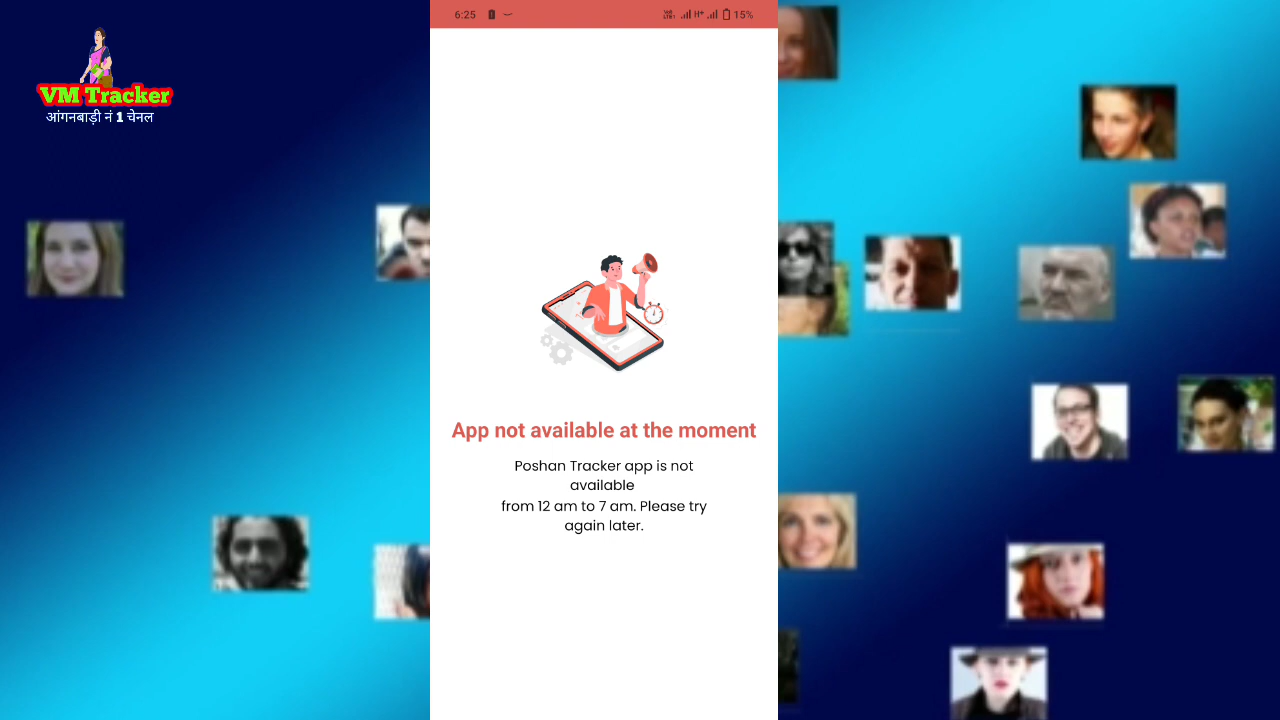 VM Tracker
आंगनबाड़ी नं 1 चेनल
6:25
H+
15%
App not available at the moment
Poshan Tracker app is not
available
from 12 am to 7 am. Please try
again later.